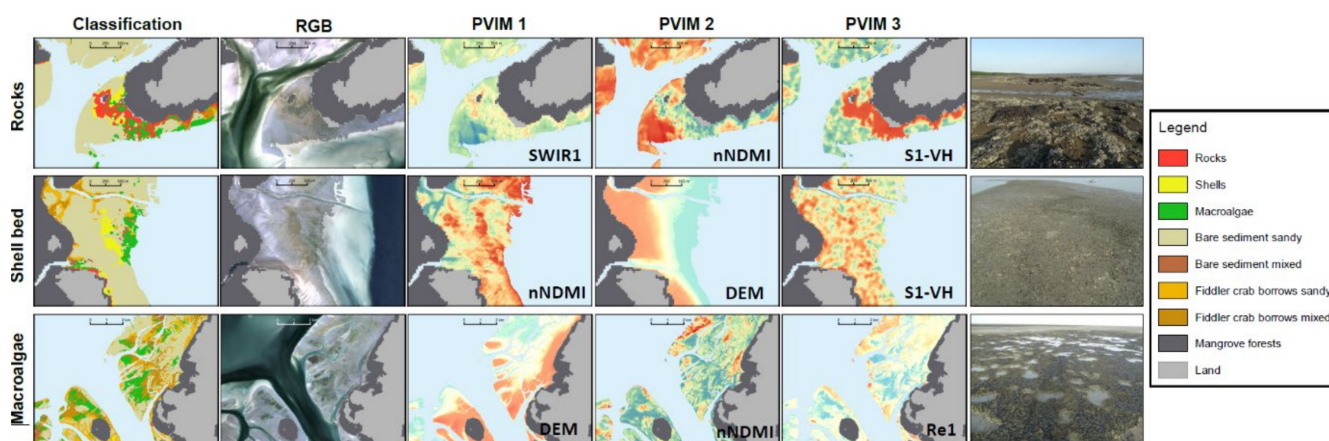 Classification RGB PVIM 1 PVIM 2 PVIM 3
Rocks
SWIR1 nNDMI S1-VH
Shell bed
nNDMI DEM S1-VH
Macroalgae
DEM nNDMI Re1
Legend
Rocks
Shells
Macroalgae
Bare sediment sandy
Bare sediment mixed
Fiddler crab borrows sandy
Fiddler crab borrows mixed
Mangrove forests
Land